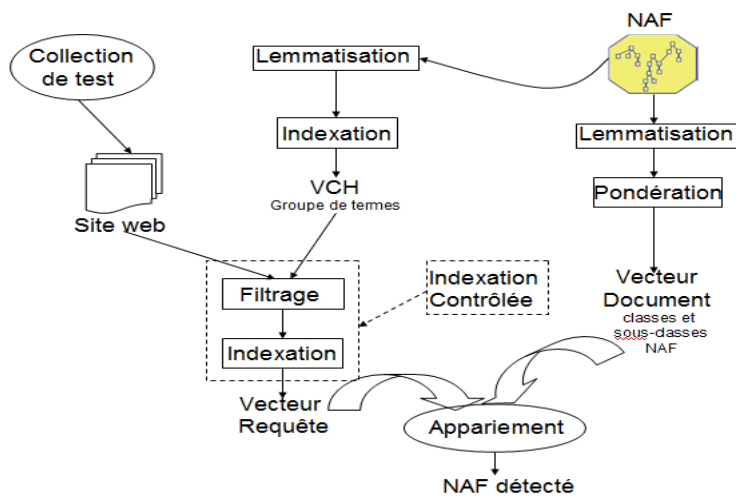 NAF
Collection
de test
Lemmatisation
Indexation
Lemmatisation
VCH
Groupe de termes
Pondération
Site web
Filtrage
Indexation
Contrôlée
Vecteur
Document
classes et
sous-dasses
NAF
Indexation
Vecteur
Requête
Appariement
NAF détecté